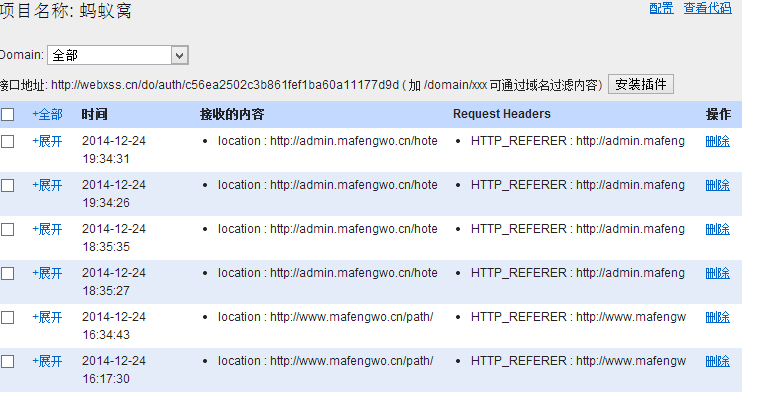 项目名称: 蚂蚁窝
配置 查看代码
Domain: 全部
接口地址: http://webxss.cn/do/auth/c56ea2502c3b861fef1ba60a11177d9d ( 加 /domain/xxx 可通过域名过滤内容) 安装插件
+全部 时间 接收的内容 Request Headers 操作
+展开 2014-12-24 • location : http://admin.mafengwo.cn/hote • HTTP_REFERER : http://admin.mafeng 删除
19:34:31
+展开 2014-12-24 • location : http://admin.mafengwo.cn/hote • HTTP_REFERER : http://admin.mafeng 删除
19:34:26
+展开 2014-12-24 • location : http://admin.mafengwo.cn/hote • HTTP_REFERER : http://admin.mafeng 删除
18:35:35
+展开 2014-12-24 • location : http://admin.mafengwo.cn/hote • HTTP_REFERER : http://admin.mafeng 删除
18:35:27
+展开 2014-12-24 • location : http://www.mafengwo.cn/path/ • HTTP_REFERER : http://www.mafengw 删除
16:34:43
+展开 2014-12-24 • location : http://www.mafengwo.cn/path/ • HTTP_REFERER : http://www.mafengw 删除
16:17:30